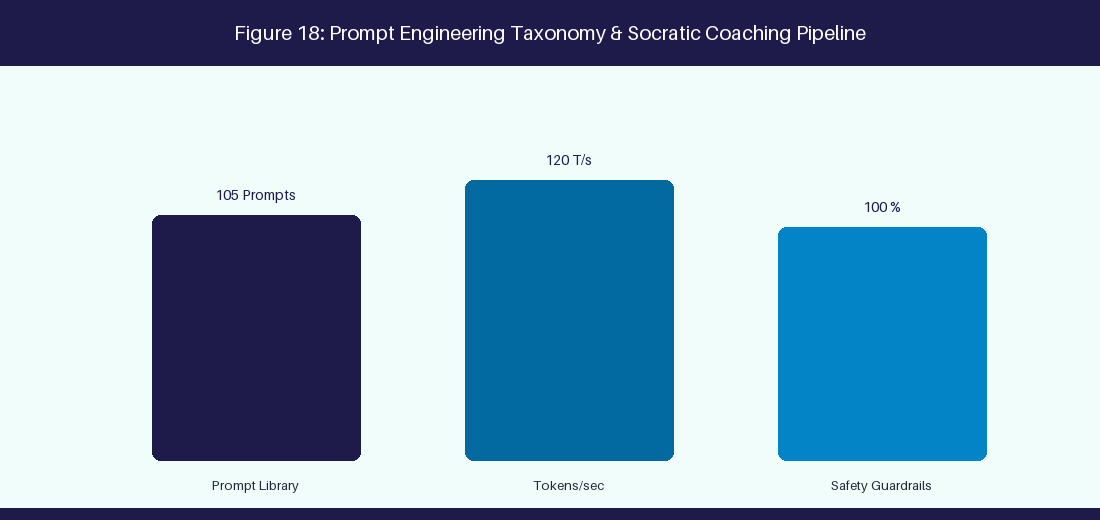 Figure 18: Prompt Engineering Taxonomy & Socratic Coaching Pipeline
120 T/s
105 Prompts
100 %
Prompt Library
Tokens/sec
Safety Guardrails